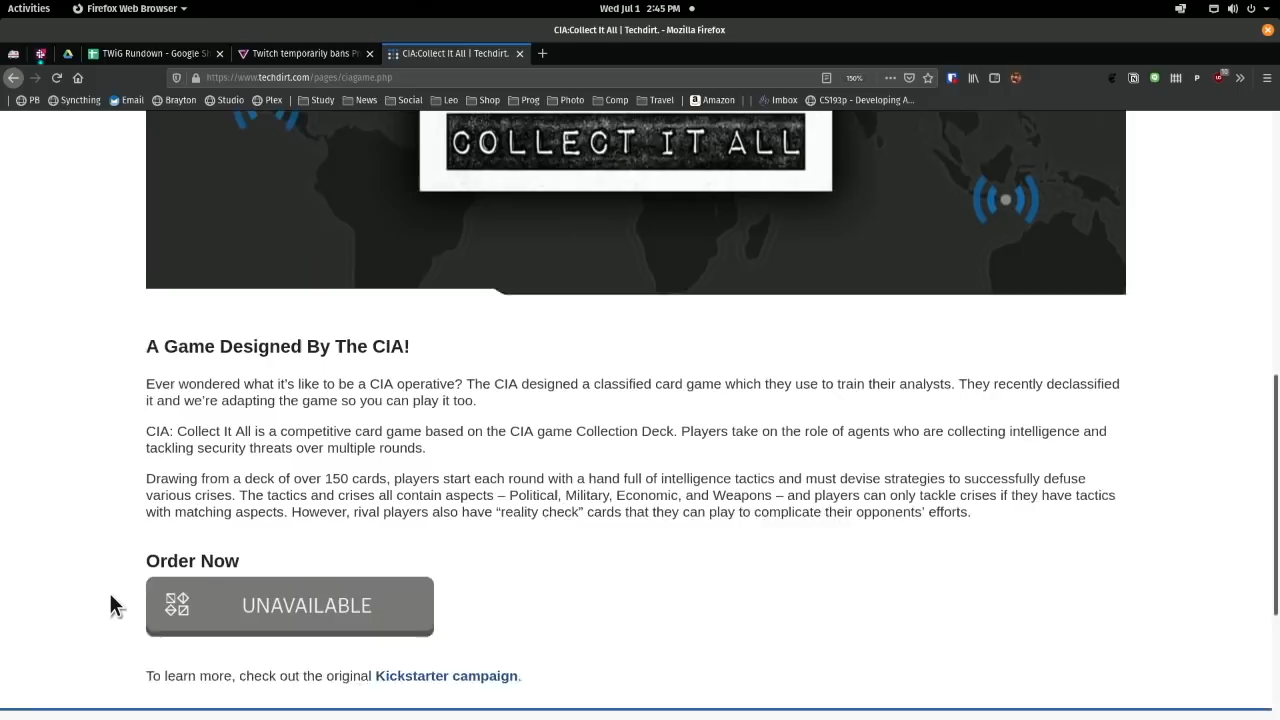 Activities Firefox Web Browser Wed Jul 1 2:45 PM
CIA:Collect It All | Techdirt. - Mozilla Firefox
TWiG Rundown - Google Sh Twitch temporarily bans Pr CIA:Collect It All | Techdirt.
https://www.techdirt.com/pages/ciagame.php 150%
PB Syncthing Email Brayton Studio Plex Study News Social Leo Shop Prog Photo Comp Travel Amazon Imbox CS193p - Developing A...
COLLECT IT ALL
A Game Designed By The CIA!
Ever wondered what it's like to be a CIA operative? The CIA designed a classified card game which they use to train their analysts. They recently declassified
it and we're adapting the game so you can play it too.
CIA: Collect It All is a competitive card game based on the CIA game Collection Deck. Players take on the role of agents who are collecting intelligence and
tackling security threats over multiple rounds.
Drawing from a deck of over 150 cards, players start each round with a hand full of intelligence tactics and must devise strategies to successfully defuse
various crises. The tactics and crises all contain aspects – Political, Military, Economic, and Weapons – and players can only tackle crises if they have tactics
with matching aspects. However, rival players also have “reality check” cards that they can play to complicate their opponents’ efforts.
Order Now
UNAVAILABLE
To learn more, check out the original Kickstarter campaign.